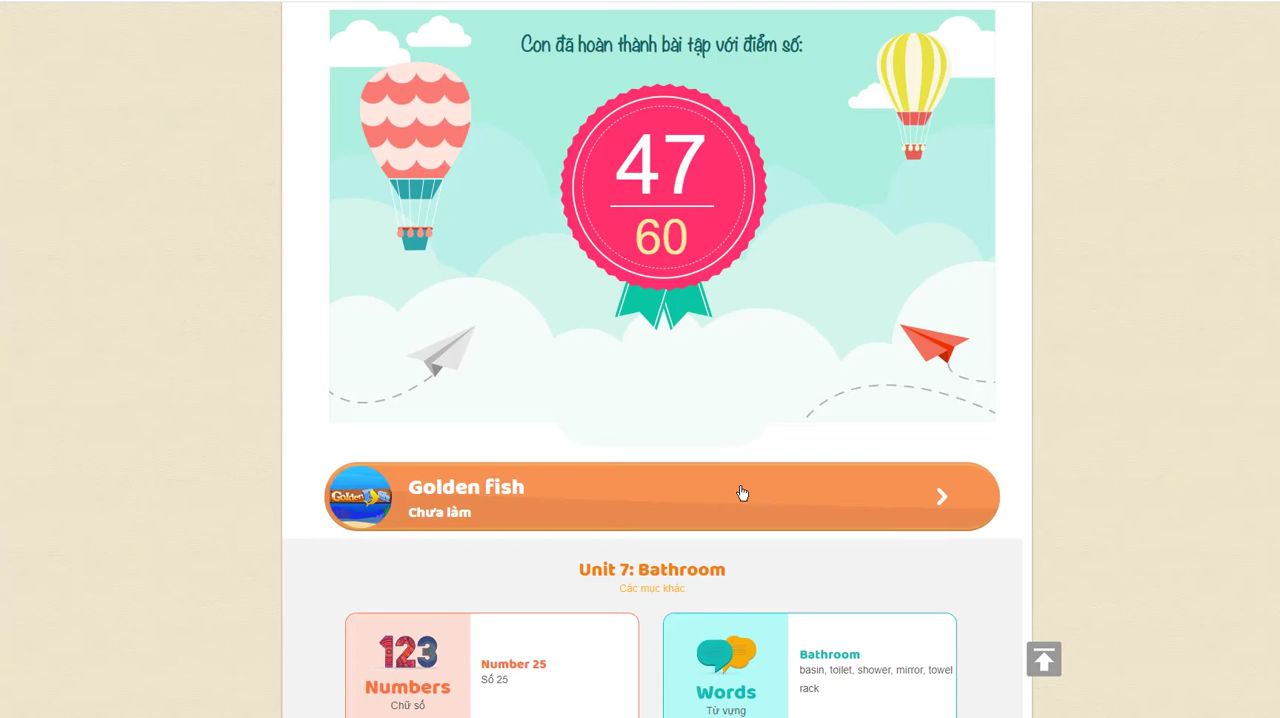 Con đã hoàn thành bài tập với điểm số:
47
60
Golden
Golden fish
Chưa làm
Unit 7: Bathroom
Các mục khác
123
Numbers
Chữ số
Number 25
Số 25
Words
Từ vựng
Bathroom
basin, toilet, shower, mirror, towel
rack